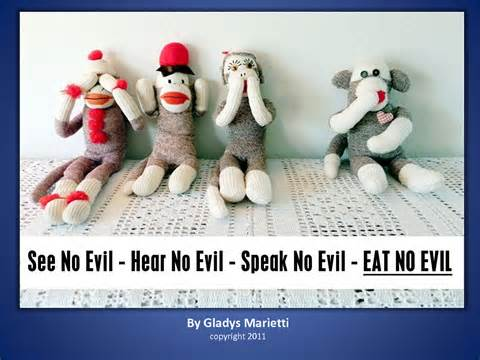 See No Evil - Hear No Evil - Speak No Evil - EAT NO EVIL
By Gladys Marietti
copyright 2011